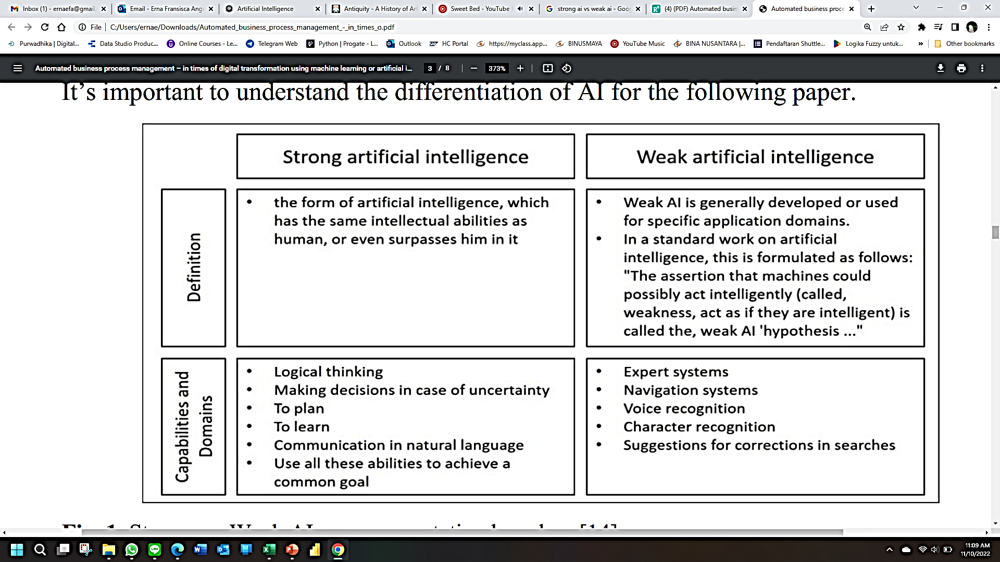 Inbox (1) - ernaefa@gmail.
Email - Erna Fransisca Ang
Artificial Intelligence
Antiquity - A History of Ar
Sweet Bed - YouTube
strong ai vs weak ai - Goo
(4) (PDF) Automated busin
Automated business proce
File
C:/Users/ernae/Downloads/Automated_business_process_management_-_in_times_o.pdf
Purwadhika | Digital...
Data Studio Produc...
Online Courses - Le...
Telegram Web
Python | Progate - L...
Outlook
HC Portal
https://myclass.app...
BINUSMAYA
YouTube Music
BINA NUSANTARA |...
Pendaftaran Shuttle...
Logika Fuzzy untuk...
»
Other bookmarks
Automated business process management – in times of digital transformation using machine learning or artificial i...
3 / 8
373%
It's important to understand the differentiation of AI for the following paper.
Strong artificial intelligence
Weak artificial intelligence
Definition
• the form of artificial intelligence, which
has the same intellectual abilities as
human, or even surpasses him in it
• Weak AI is generally developed or used
for specific application domains.
• In a standard work on artificial
intelligence, this is formulated as follows:
"The assertion that machines could
possibly act intelligently (called,
weakness, act as if they are intelligent) is
called the, weak AI 'hypothesis ..."
Capabilities and
Domains
• Logical thinking
• Making decisions in case of uncertainty
• To plan
• To learn
• Communication in natural language
• Use all these abilities to achieve a
common goal
• Expert systems
• Navigation systems
• Voice recognition
• Character recognition
• Suggestions for corrections in searches
11:09 AM
11/10/2022